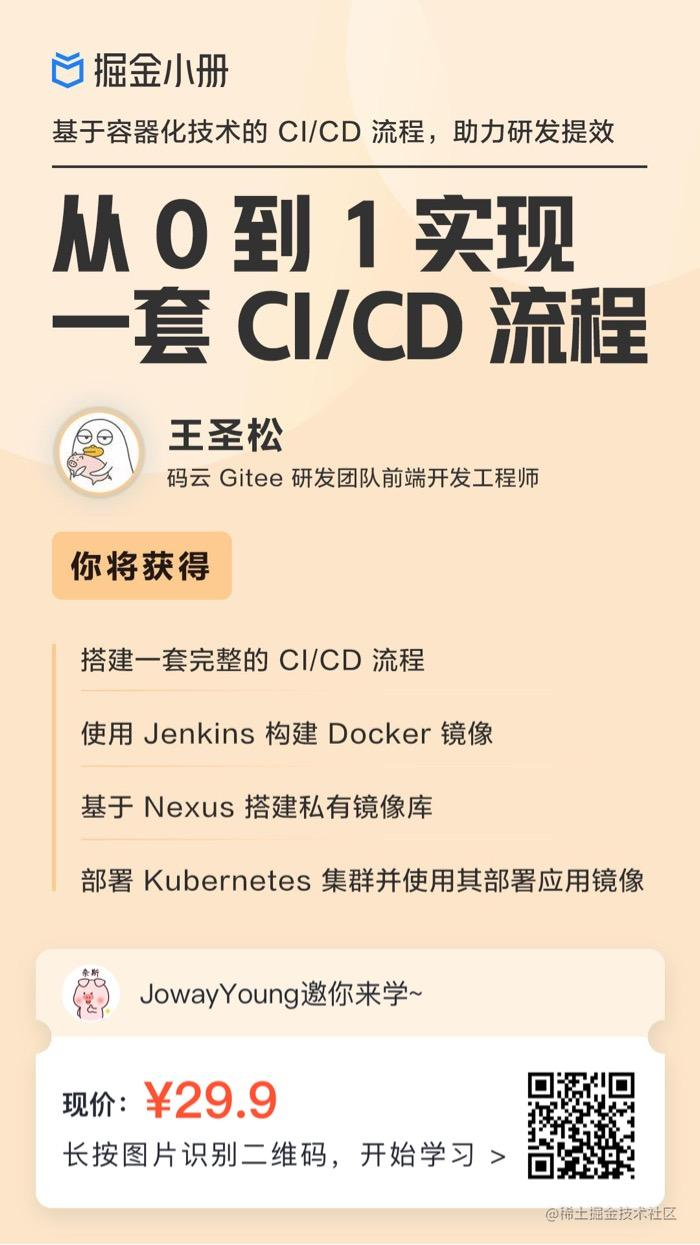 掘金小册
基于容器化技术的 CI/CD 流程，助力研发提效
从 0 到 1 实现
一套 CI/CD 流程
王圣松
码云 Gitee 研发团队前端开发工程师
你将获得
搭建一套完整的 CI/CD 流程
使用 Jenkins 构建 Docker 镜像
基于 Nexus 搭建私有镜像库
部署 Kubernetes 集群并使用其部署应用镜像
奈斯
JowayYoung邀你来学~
现价：¥29.9
长按图片识别二维码，开始学习 >
@稀土掘金技术社区